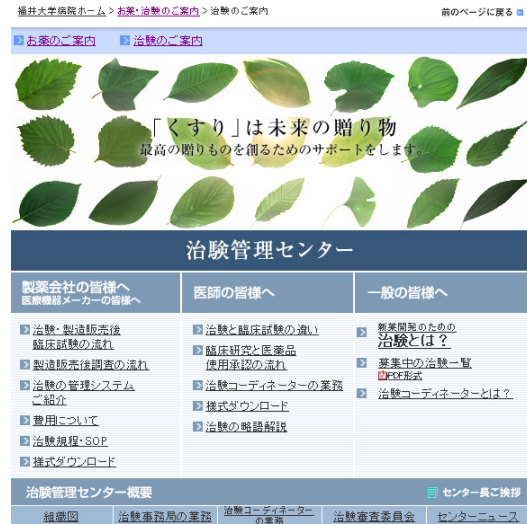 福井大学病院ホーム > お薬・治験のご案内 > 治験のご案内
前のページに戻る
お薬のご案内 治験のご案内
「くすり」は未来の贈り物
最高の贈りものを創るためのサポートをします。
治験管理センター
製薬会社の皆様へ
医療機器メーカーの皆様へ
治験・製造販売後
臨床試験の流れ
製造販売後調査の流れ
治験の管理システム
ご紹介
費用について
治験規程・SOP
様式ダウンロード
医師の皆様へ
治験と臨床試験の違い
臨床研究と医薬品
使用承認の流れ
治験コーディネーターの業務
様式ダウンロード
治験の略語解説
一般の皆様へ
新薬開発のための
治験とは？
募集中の治験一覧
PDF形式
治験コーディネーターとは？
治験管理センター概要
センター長ご挨拶
組織図
治験事務局の業務
治験コーディネーター
の業務
治験審査委員会
センターニュース